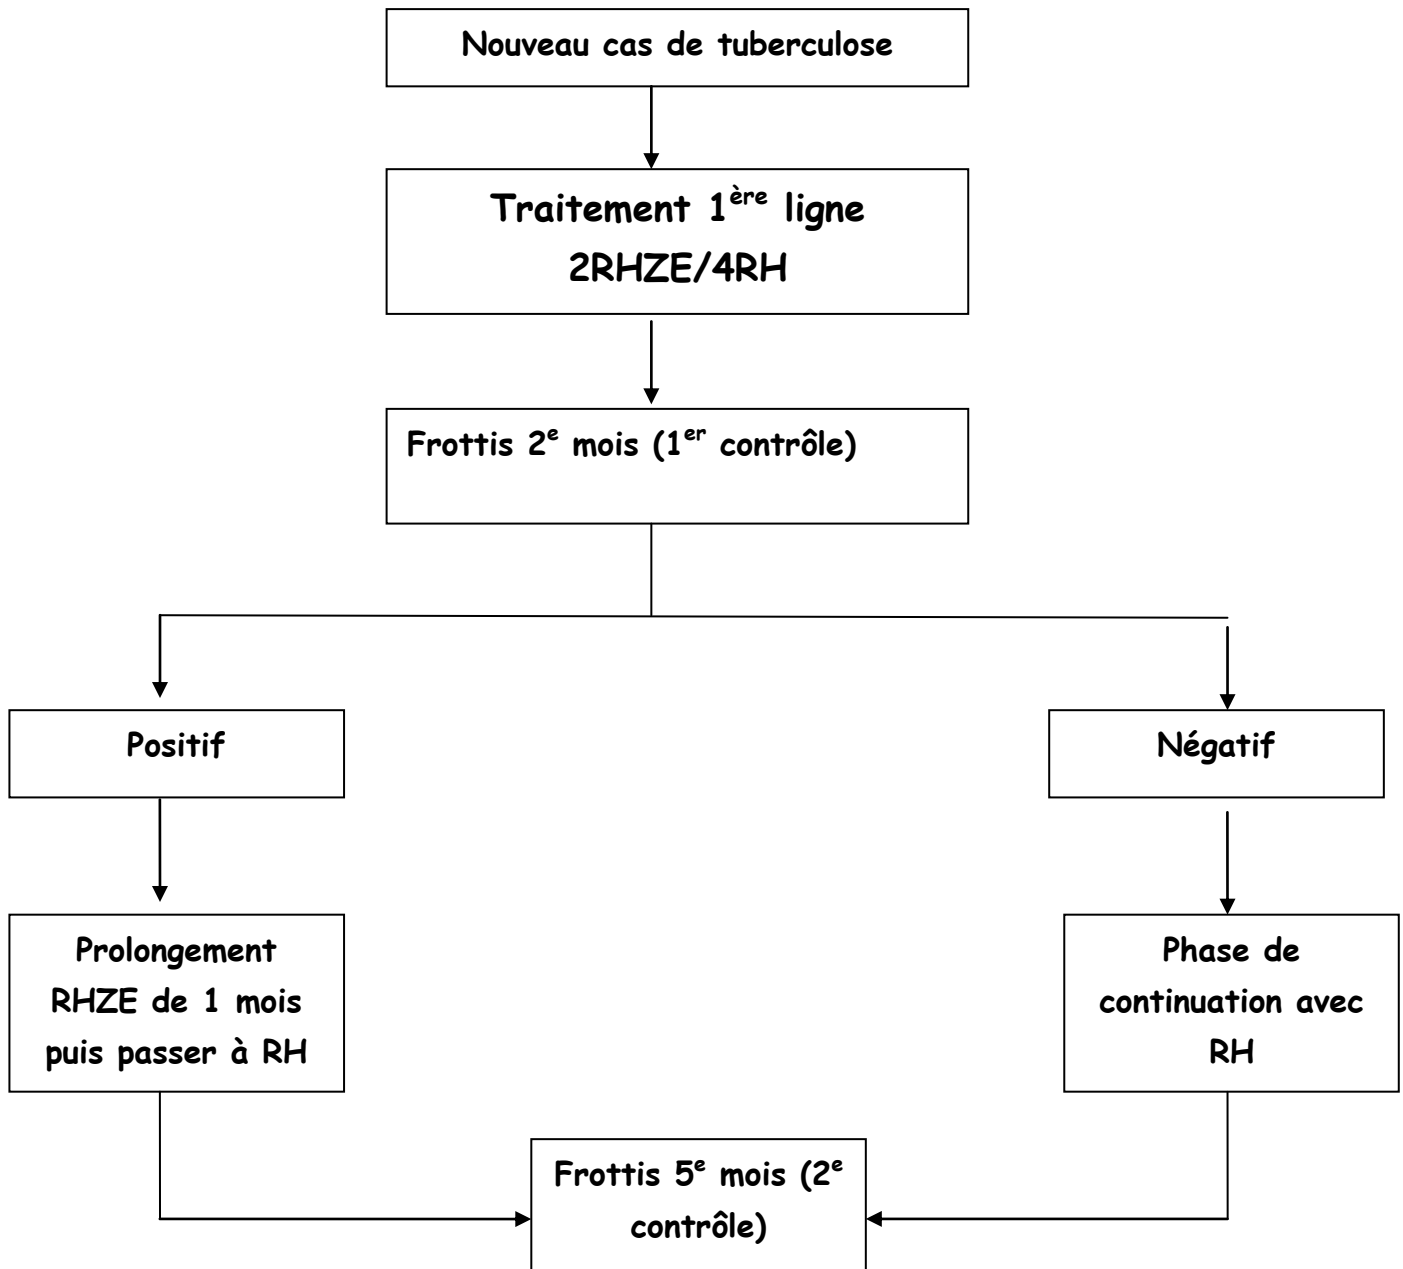 Nouveau cas de tuberculose
Traitement 1ère ligne
2RHZE/4RH
Frottis 2e mois (1er contrôle)
Positif
Négatif
Prolongement
RHZE de 1 mois
puis passer à RH
Phase de
continuation avec
RH
Frottis 5e mois (2e
contrôle)